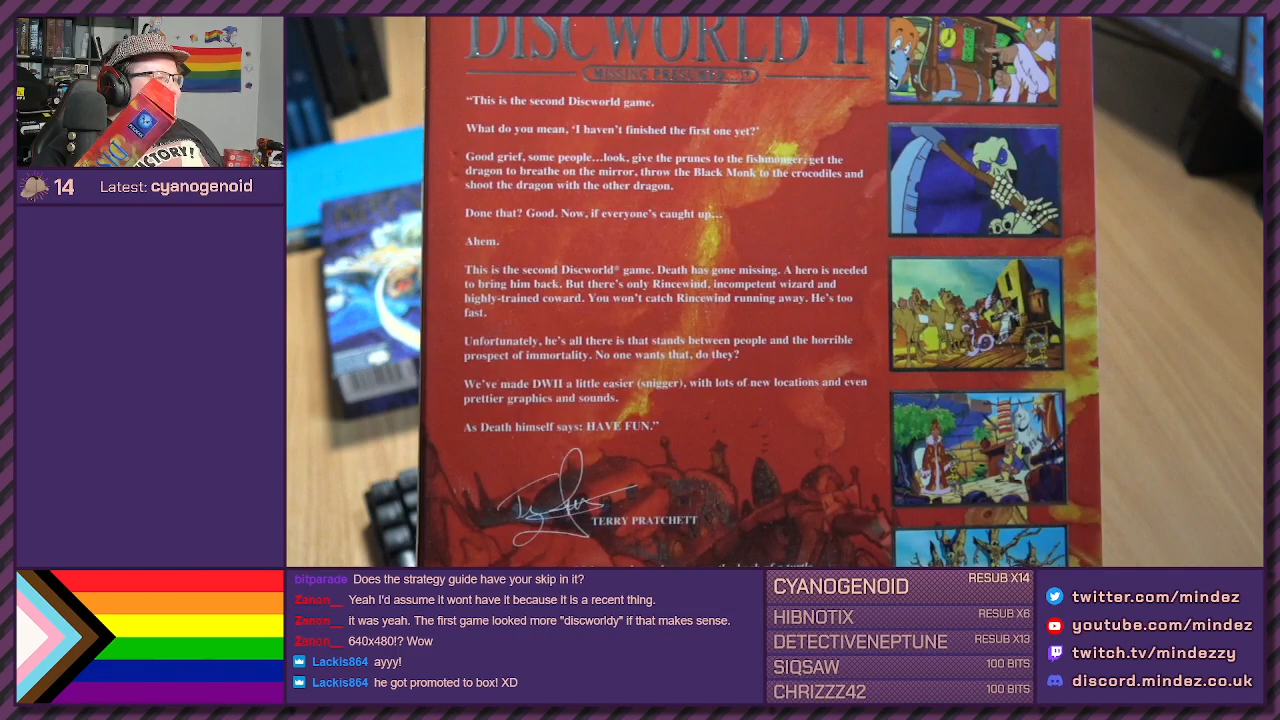 DISCWORLD II
MISSING PRESUMED...!?
"This is the second Discworld game.
What do you mean, 'I haven't finished the first one yet?'
Good grief, some people...look, give the prunes to the fishmonger, get the
dragon to breathe on the mirror, throw the Black Monk to the crocodiles and
shoot the dragon with the other dragon.
Done that? Good. Now, if everyone's caught up...
Ahem.
This is the second Discworld® game. Death has gone missing. A hero is needed
to bring him back. But there's only Rincewind, incompetent wizard and
highly-trained coward. You won't catch Rincewind running away. He's too
fast.
Unfortunately, he's all there is that stands between people and the horrible
prospect of immortality. No one wants that, do they?
We've made DWII a little easier (snigger), with lots of new locations and even
prettier graphics and sounds.
As Death himself says: HAVE FUN."
TERRY PRATCHETT
14 Latest: cyanogenoid
bitparade Does the strategy guide have your skip in it?
Zanon__ Yeah I'd assume it wont have it because it is a recent thing.
Zanon__ it was yeah. The first game looked more "discworldy" if that makes sense.
Zanon__ 640x480!? Wow
Lackis864 ayyy!
Lackis864 he got promoted to box! XD
CYANOGENOID RESUB X14
HIBNOTIX RESUB X6
DETECTIVENEPTUNE RESUB X13
SIQSAW 100 BITS
CHRIZZZ42 100 BITS
twitter.com/mindez
youtube.com/mindez
twitch.tv/mindezzy
discord.mindez.co.uk